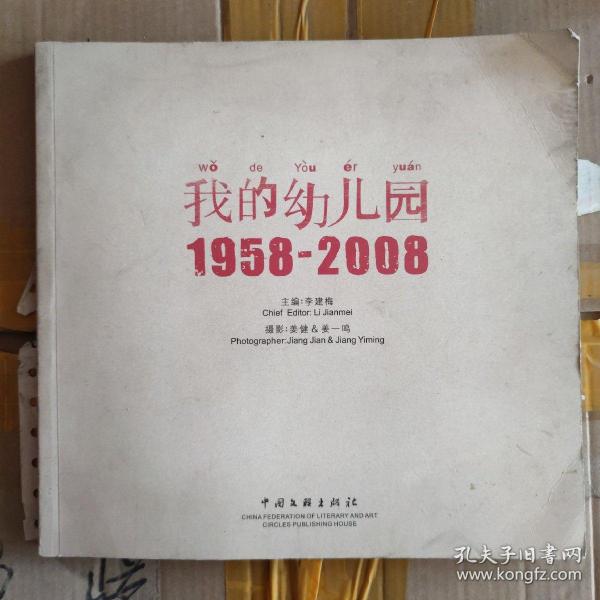 wǒ de Yòu ér yuán
我的幼儿园
1958-2008
主编:李建梅
Chief Editor: Li Jianmei
摄影:姜健&姜一鸣
Photographer:Jiang Jian & Jiang Yiming
中国文联出版社
CHINA FEDERATION OF LITERARY AND ART
CIRCLES PUBLISHING HOUSE
孔夫子旧书网
www.kongfz.com